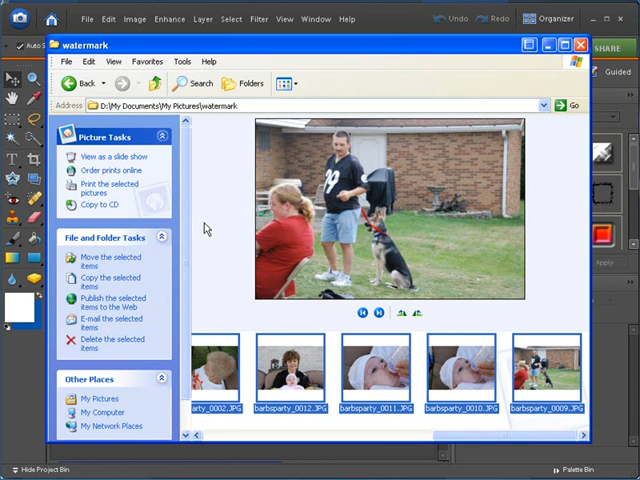 File Edit Image Enhance Layer Select Filter View Window Help
Undo Redo Organizer
SHARE
Guided
Apply
watermark
File Edit View Favorites Tools Help
Back Search Folders
Address D:\My Documents\My Pictures\watermark Go
Picture Tasks
View as a slide show
Order prints online
Print the selected
pictures
Copy to CD
File and Folder Tasks
Move the selected
items
Copy the selected
items
Publish the selected
items to the Web
E-mail the selected
items
Delete the selected
items
Other Places
My Pictures
My Computer
My Network Places
arty_0002.JPG barbsparty_0012.JPG barbsparty_0011.JPG barbsparty_0010.JPG barbsparty_0009.JPG
Hide Project Bin Palette Bin